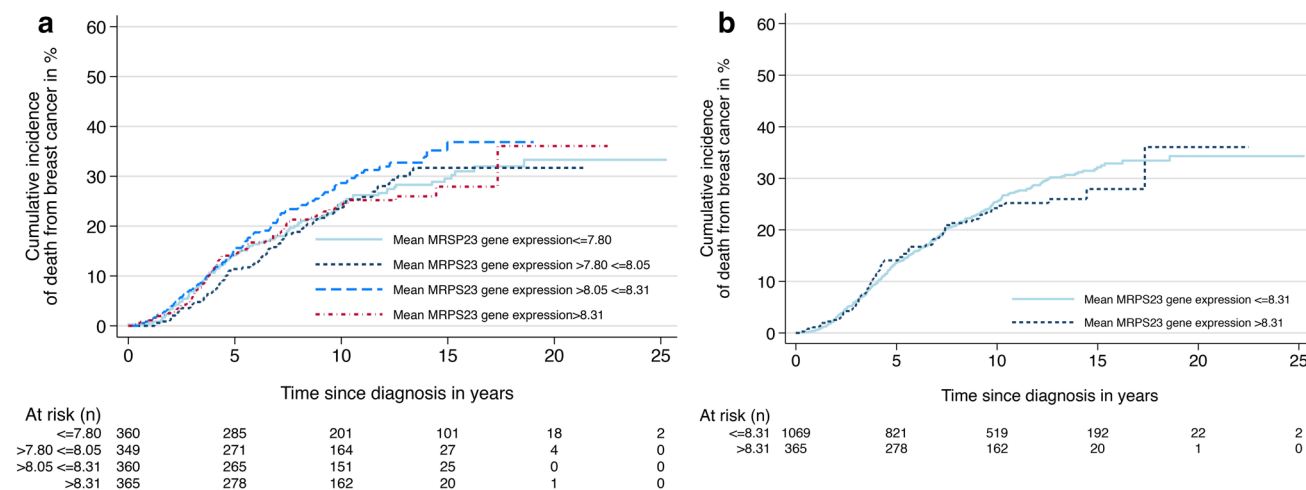 a
Cumulative incidence
of death from breast cancer in %
60
50
40
30
20
10
0
Mean MRSP23 gene expression<=7.80
Mean MRPS23 gene expression >7.80 <=8.05
Mean MRPS23 gene expression >8.05 <=8.31
Mean MRPS23 gene expression>8.31
0 5 10 15 20 25
Time since diagnosis in years
At risk (n)
<=7.80 360 285 201 101 18 2
>7.80 <=8.05 349 271 164 27 4 0
>8.05 <=8.31 360 265 151 25 0 0
>8.31 365 278 162 20 1 0
b
Cumulative incidence
of death from breast cancer in %
60
50
40
30
20
10
0
Mean MRPS23 gene expression <=8.31
Mean MRPS23 gene expression >8.31
0 5 10 15 20 25
Time since diagnosis in years
At risk (n)
<=8.31 1069 821 519 192 22 2
>8.31 365 278 162 20 1 0